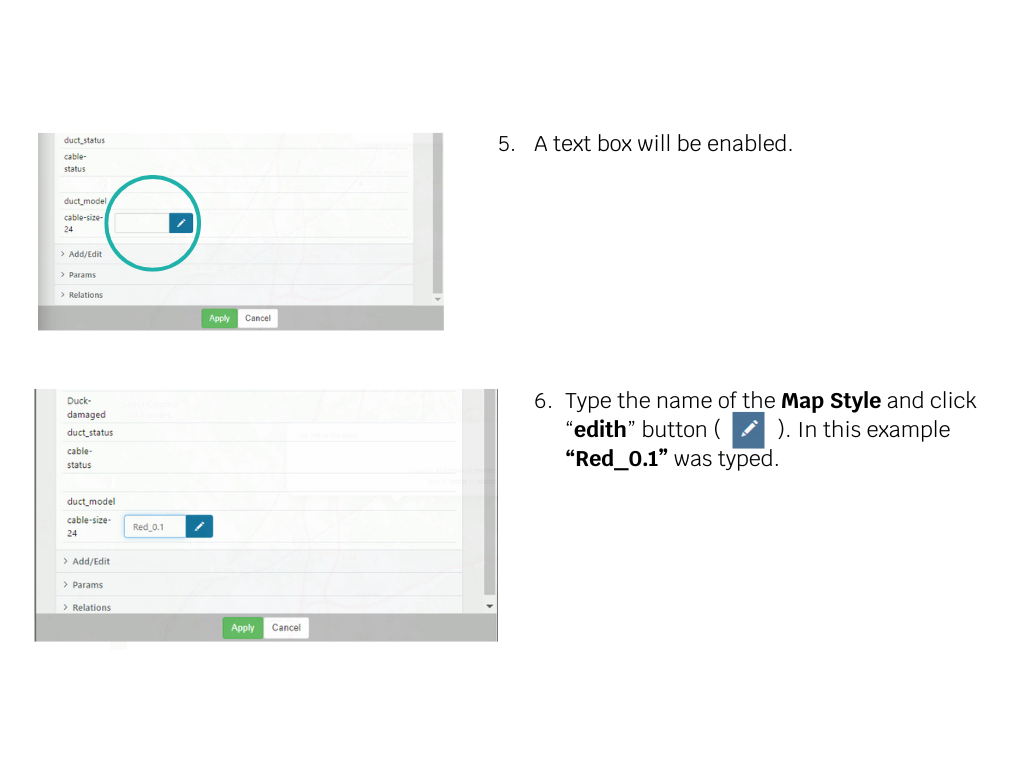 duct_status
cable-
status
duct_model
cable-size-
24
> Add/Edit
> Params
> Relations
Apply Cancel
5. A text box will be enabled.
Duck-
damaged
duct_status
cable-
status
duct_model
cable-size-
24
Red_0.1
> Add/Edit
> Params
> Relations
Apply Cancel
6. Type the name of the Map Style and click
“edith” button ( ). In this example
“Red_0.1” was typed.